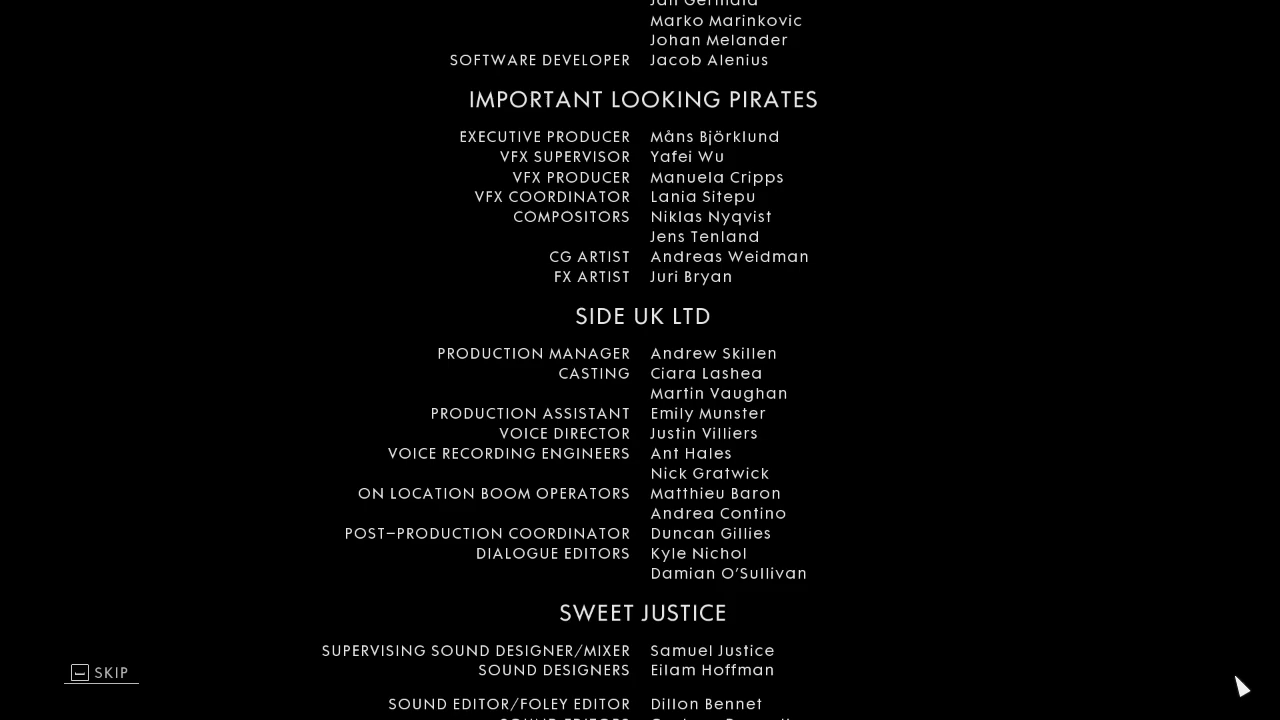 Marko Marinkovic
Johan Melander
SOFTWARE DEVELOPER Jacob Alenius
IMPORTANT LOOKING PIRATES
EXECUTIVE PRODUCER Måns Björklund
VFX SUPERVISOR Yafei Wu
VFX PRODUCER Manuela Cripps
VFX COORDINATOR Lania Sitepu
COMPOSITORS Niklas Nyqvist
Jens Tenland
CG ARTIST Andreas Weidman
FX ARTIST Juri Bryan
SIDE UK LTD
PRODUCTION MANAGER Andrew Skillen
CASTING Ciara Lashea
Martin Vaughan
PRODUCTION ASSISTANT Emily Munster
VOICE DIRECTOR Justin Villiers
VOICE RECORDING ENGINEERS Ant Hales
Nick Gratwick
ON LOCATION BOOM OPERATORS Matthieu Baron
Andrea Contino
POST–PRODUCTION COORDINATOR Duncan Gillies
DIALOGUE EDITORS Kyle Nichol
Damian O'Sullivan
SWEET JUSTICE
SUPERVISING SOUND DESIGNER/MIXER Samuel Justice
SOUND DESIGNERS Eilam Hoffman
SKIP
SOUND EDITOR/FOLEY EDITOR Dillon Bennet